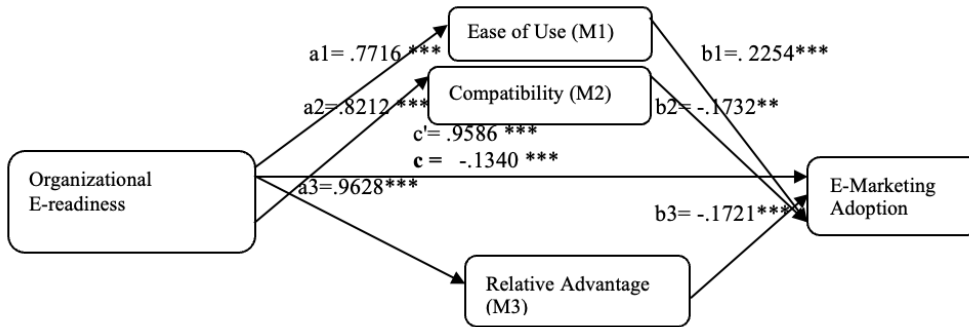 Ease of Use (M1)
a1= .7716 ***
b1=. 2254***
Compatibility (M2)
a2=.8212 ***
b2= -.1732**
c'= .9586 ***
c = -.1340 ***
Organizational
E-readiness
a3=.9628***
E-Marketing
Adoption
b3= -.1721***
Relative Advantage
(M3)